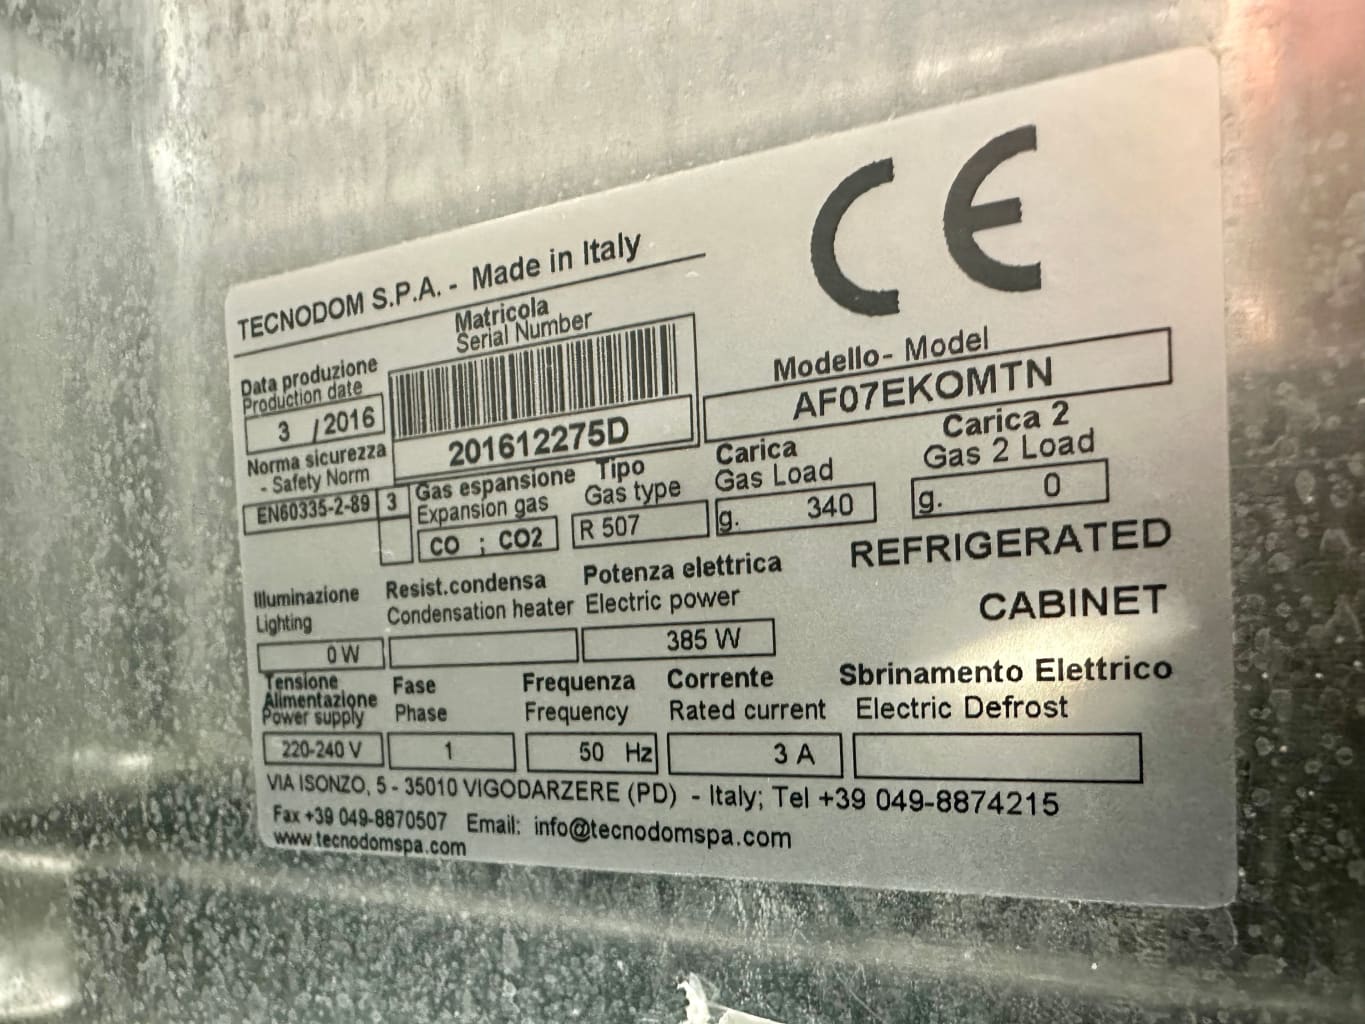 CE
TECNODOM S.P.A. - Made in Italy
Matricola
Serial Number
Data produzione
Production date
3 /2016
201612275D
Modello- Model
AF07EKOMTN
Norma sicurezza
- Safety Norm
EN60335-2-89 3
Gas espansione
Expansion gas
CO ; CO2
Tipo
Gas type
R 507
Carica
Gas Load
g. 340
Carica 2
Gas 2 Load
g. 0
REFRIGERATED
CABINET
Illuminazione
Lighting
0 W
Resist.condensa
Condensation heater
Potenza elettrica
Electric power
385 W
Tensione
Alimentazione
Power supply
220-240 V
Fase
Phase
1
Frequenza
Frequency
50 Hz
Corrente
Rated current
3 A
Sbrinamento Elettrico
Electric Defrost
VIA ISONZO, 5 - 35010 VIGODARZERE (PD) - Italy; Tel +39 049-8874215
Fax +39 049-8870507 Email: info@tecnodomspa.com
www.tecnodomspa.com